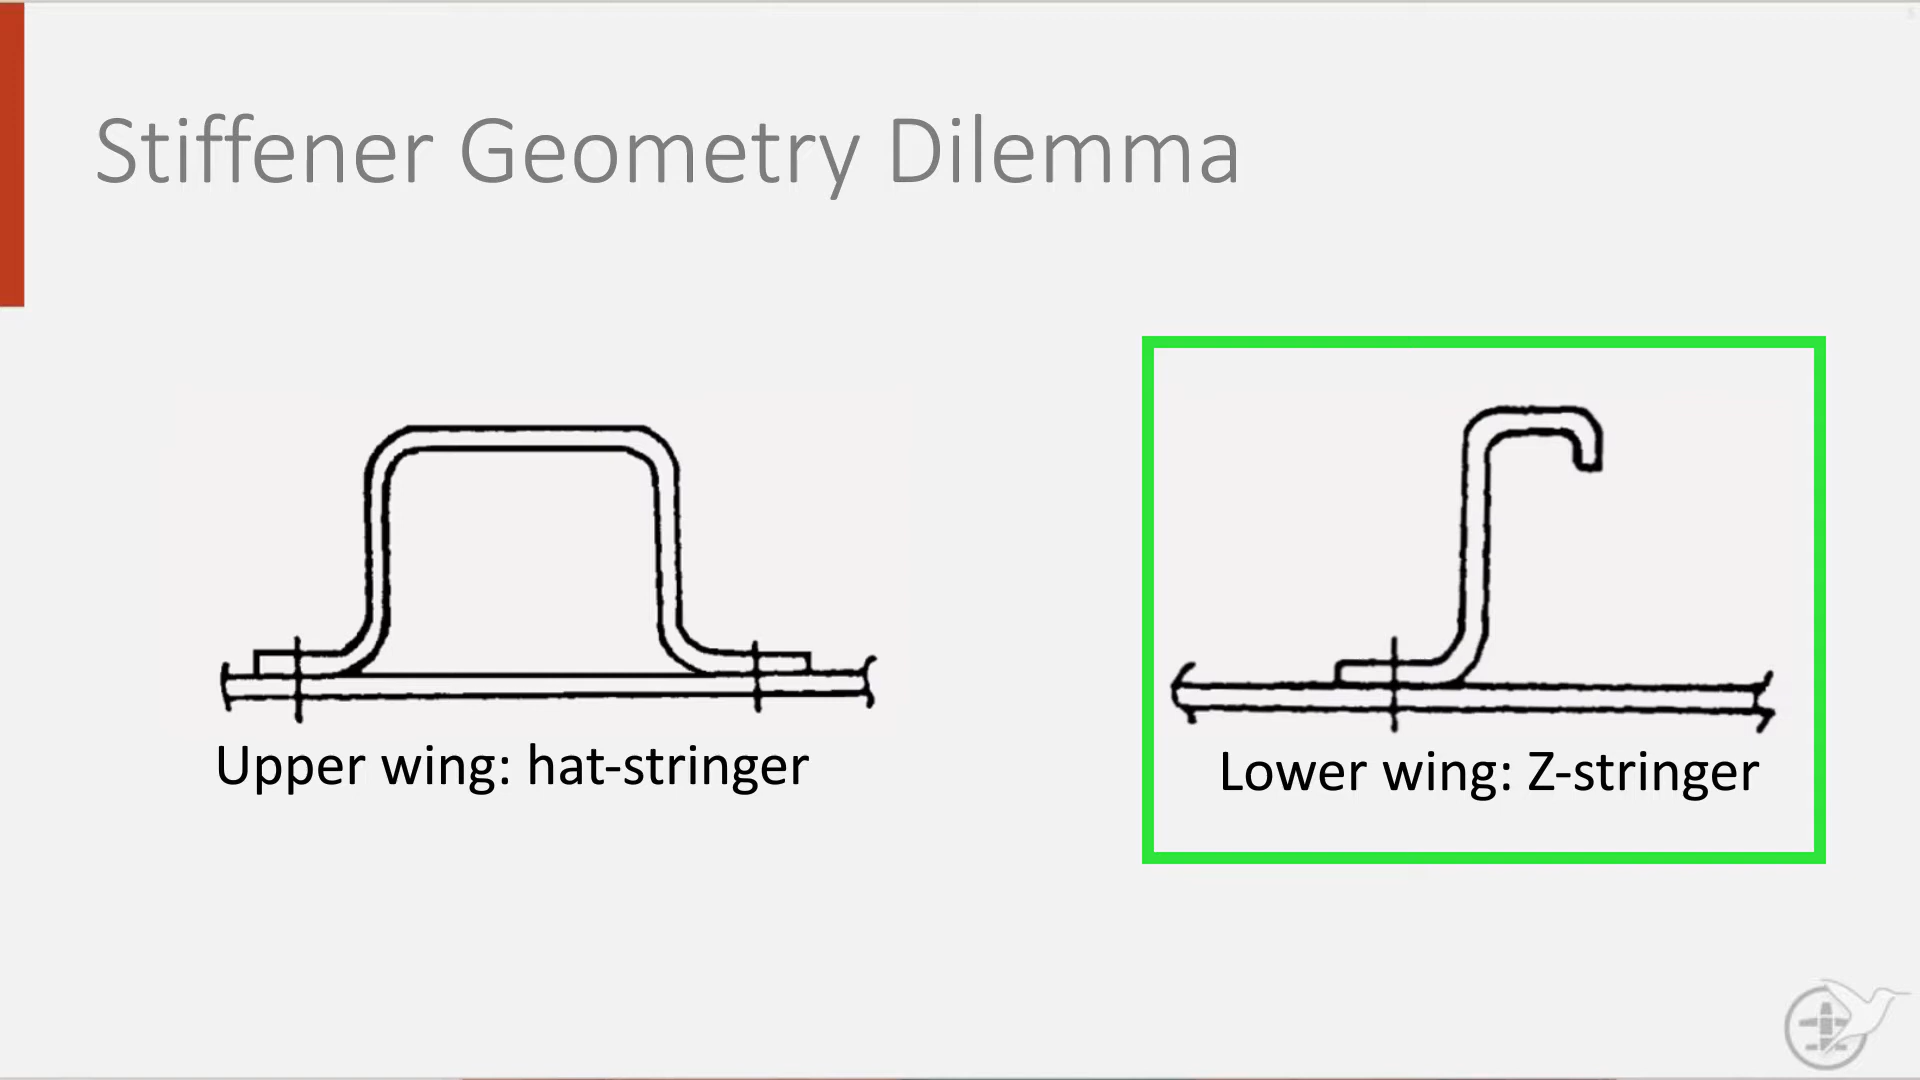 Stiffener Geometry Dilemma
Upper wing: hat-stringer
Lower wing: Z-stringer